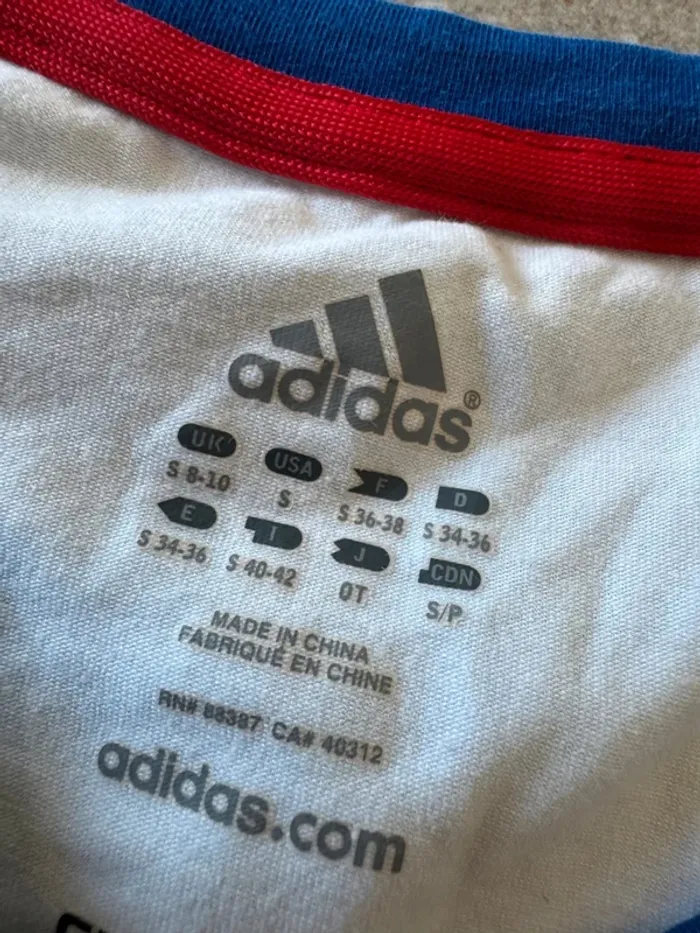 adidas®
UK USA F D
S 8-10 S S 36-38 S 34-36
E I J CDN
S 34-36 S 40-42 OT S/P
MADE IN CHINA
FABRIQUÉ EN CHINE
RN# 88387 CA# 40312
adidas.com